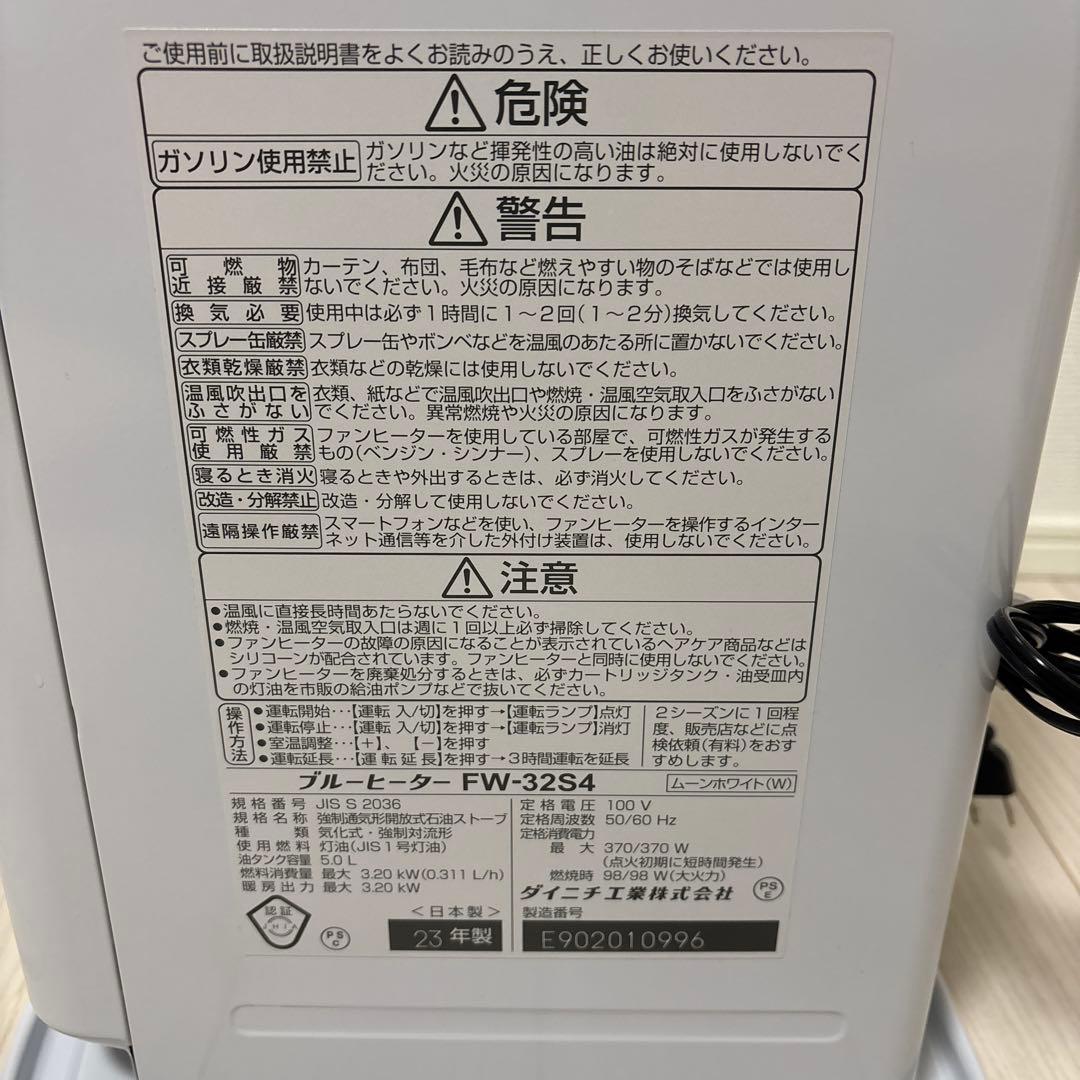 ご使用前に取扱説明書をよくお読みのうえ、正しくお使いください。
危険
ガソリン使用禁止 ガソリンなど揮発性の高い油は絶対に使用しないでく
ださい。火災の原因になります。
警告
可燃物 カーテン、布団、毛布など燃えやすい物のそばなどでは使用し
近接厳禁 ないでください。火災の原因になります。
換気必要 使用中は必ず1時間に1〜2回(1〜2分)換気してください。
スプレー缶厳禁 スプレー缶やボンベなどを温風のあたる所に置かないでください。
衣類乾燥厳禁 衣類などの乾燥には使用しないでください。
温風吹出口を 衣類、紙などで温風吹出口や燃焼・温風空気取入口をふさがない
ふさがない でください。異常燃焼や火災の原因になります。
可燃性ガス ファンヒーターを使用している部屋で、可燃性ガスが発生する
使用厳禁 もの(ベンジン・シンナー)、スプレーを使用しないでください。
寝るとき消火 寝るときや外出するときは、必ず消火してください。
改造・分解禁止 改造・分解して使用しないでください。
遠隔操作厳禁 スマートフォンなどを使い、ファンヒーターを操作するインター
ネット通信等を介した外付け装置は、使用しないでください。
注意
●温風に直接長時間あたらないでください。
●燃焼・温風空気取入口は週に1回以上必ず掃除してください。
●ファンヒーターの故障の原因になることが表示されているヘアケア商品などは
シリコーンが配合されています。ファンヒーターと同時に使用しないでください。
●ファンヒーターを廃棄処分するときは、必ずカートリッジタンク・油受皿内
の灯油を市販の給油ポンプなどで抜いてください。
操作方法
●運転開始…【運転 入/切】を押す→【運転ランプ】点灯
●運転停止…【運転 入/切】を押す→【運転ランプ】消灯
●室温調整…【+】、【−】を押す
●運転延長…【運転延長】を押す→3時間運転を延長
2シーズンに1回程
度、販売店などに点
検依頼(有料)をおす
すめします。
ブルーヒーター FW-32S4 ムーンホワイト(W)
規格番号 JIS S 2036
規格名称 強制通気形開放式石油ストーブ
種類 気化式・強制対流形
使用燃料 灯油(JIS1号灯油)
油タンク容量 5.0 L
燃料消費量 最大 3.20 kW(0.311 L/h)
暖房出力 最大 3.20 kW
定格電圧 100 V
定格周波数 50/60 Hz
定格消費電力
最大 370/370 W
(点火初期に短時間発生)
燃焼時 98/98 W(大火力)
ダイニチ工業株式会社
PS
E
認証
JHIA
PS
C
<日本製>
23 年製
製造番号
E902010996